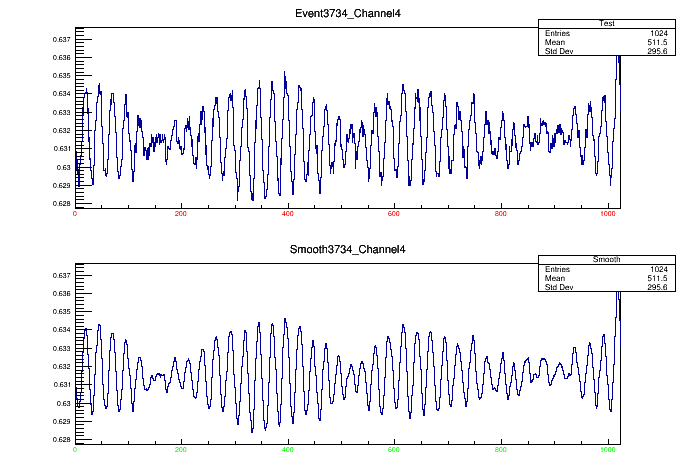 Event3734_Channel4
Test
Entries 1024
Mean 511.5
Std Dev 295.6
0.637
0.636
0.635
0.634
0.633
0.632
0.631
0.63
0.629
0.628
0 200 400 600 800 1000
Smooth3734_Channel4
Smooth
Entries 1024
Mean 511.5
Std Dev 295.6
0.637
0.636
0.635
0.634
0.633
0.632
0.631
0.63
0.629
0.628
0 200 400 600 800 1000